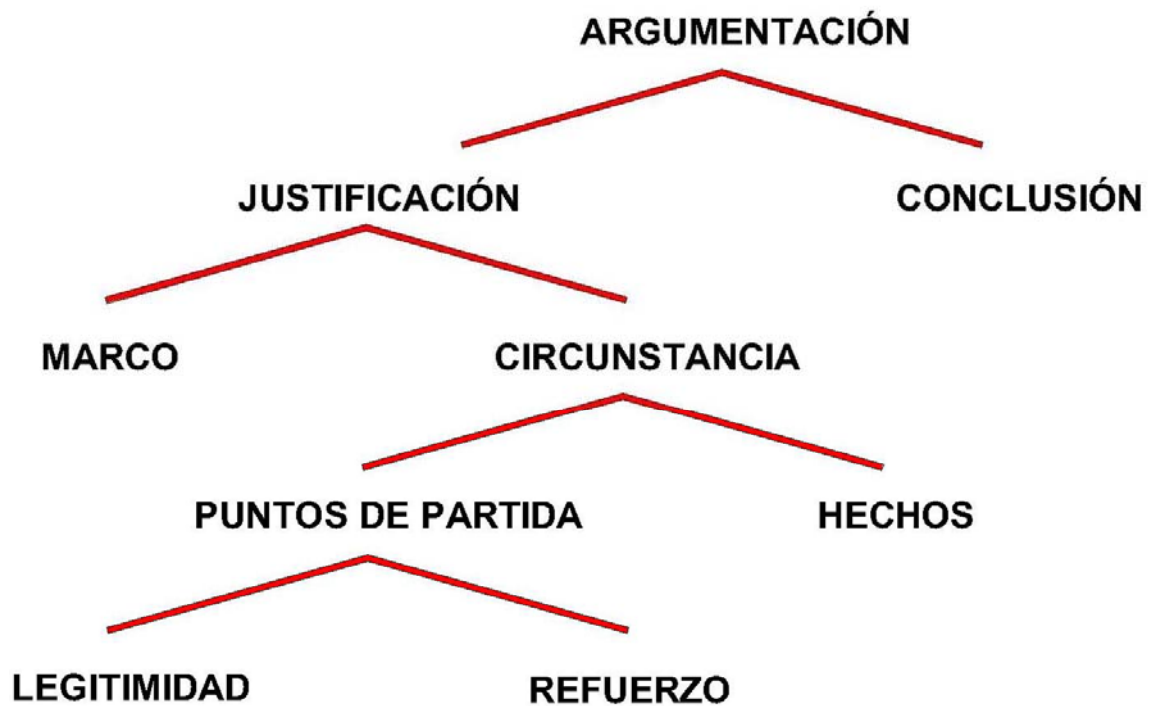 ARGUMENTACIÓN
JUSTIFICACIÓN
CONCLUSIÓN
MARCO
CIRCUNSTANCIA
PUNTOS DE PARTIDA
HECHOS
LEGITIMIDAD
REFUERZO